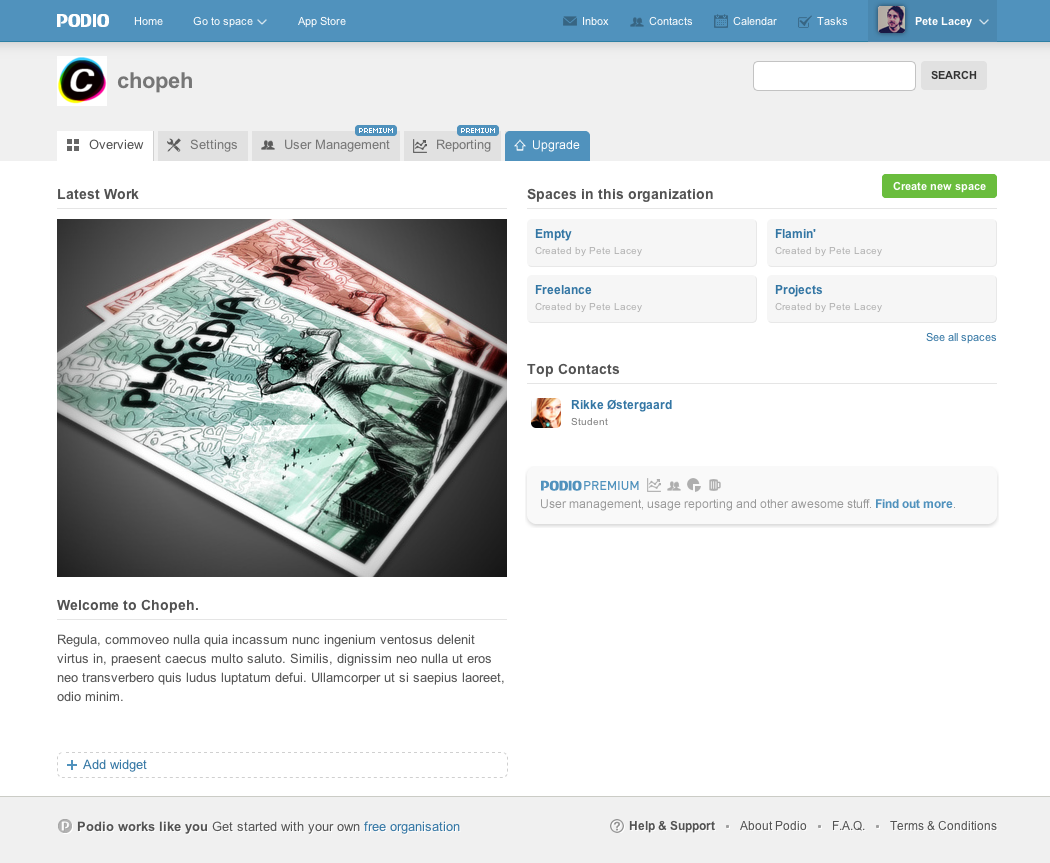 PODIO Home Go to space App Store Inbox Contacts Calendar Tasks Pete Lacey
C chopeh SEARCH
PREMIUM PREMIUM
Overview Settings User Management Reporting Upgrade
Latest Work
PLOC MEDIA
DIA
Welcome to Chopeh.
Regula, commoveo nulla quia incassum nunc ingenium ventosus delenit
virtus in, praesent caecus multo saluto. Similis, dignissim neo nulla ut eros
neo transverbero quis ludus luptatum defui. Ullamcorper ut si saepius laoreet,
odio minim.
+ Add widget
Spaces in this organization Create new space
Empty
Created by Pete Lacey
Flamin'
Created by Pete Lacey
Freelance
Created by Pete Lacey
Projects
Created by Pete Lacey
See all spaces
Top Contacts
Rikke Østergaard
Student
PODIO PREMIUM
User management, usage reporting and other awesome stuff. Find out more.
Podio works like you Get started with your own free organisation
Help & Support • About Podio • F.A.Q. • Terms & Conditions